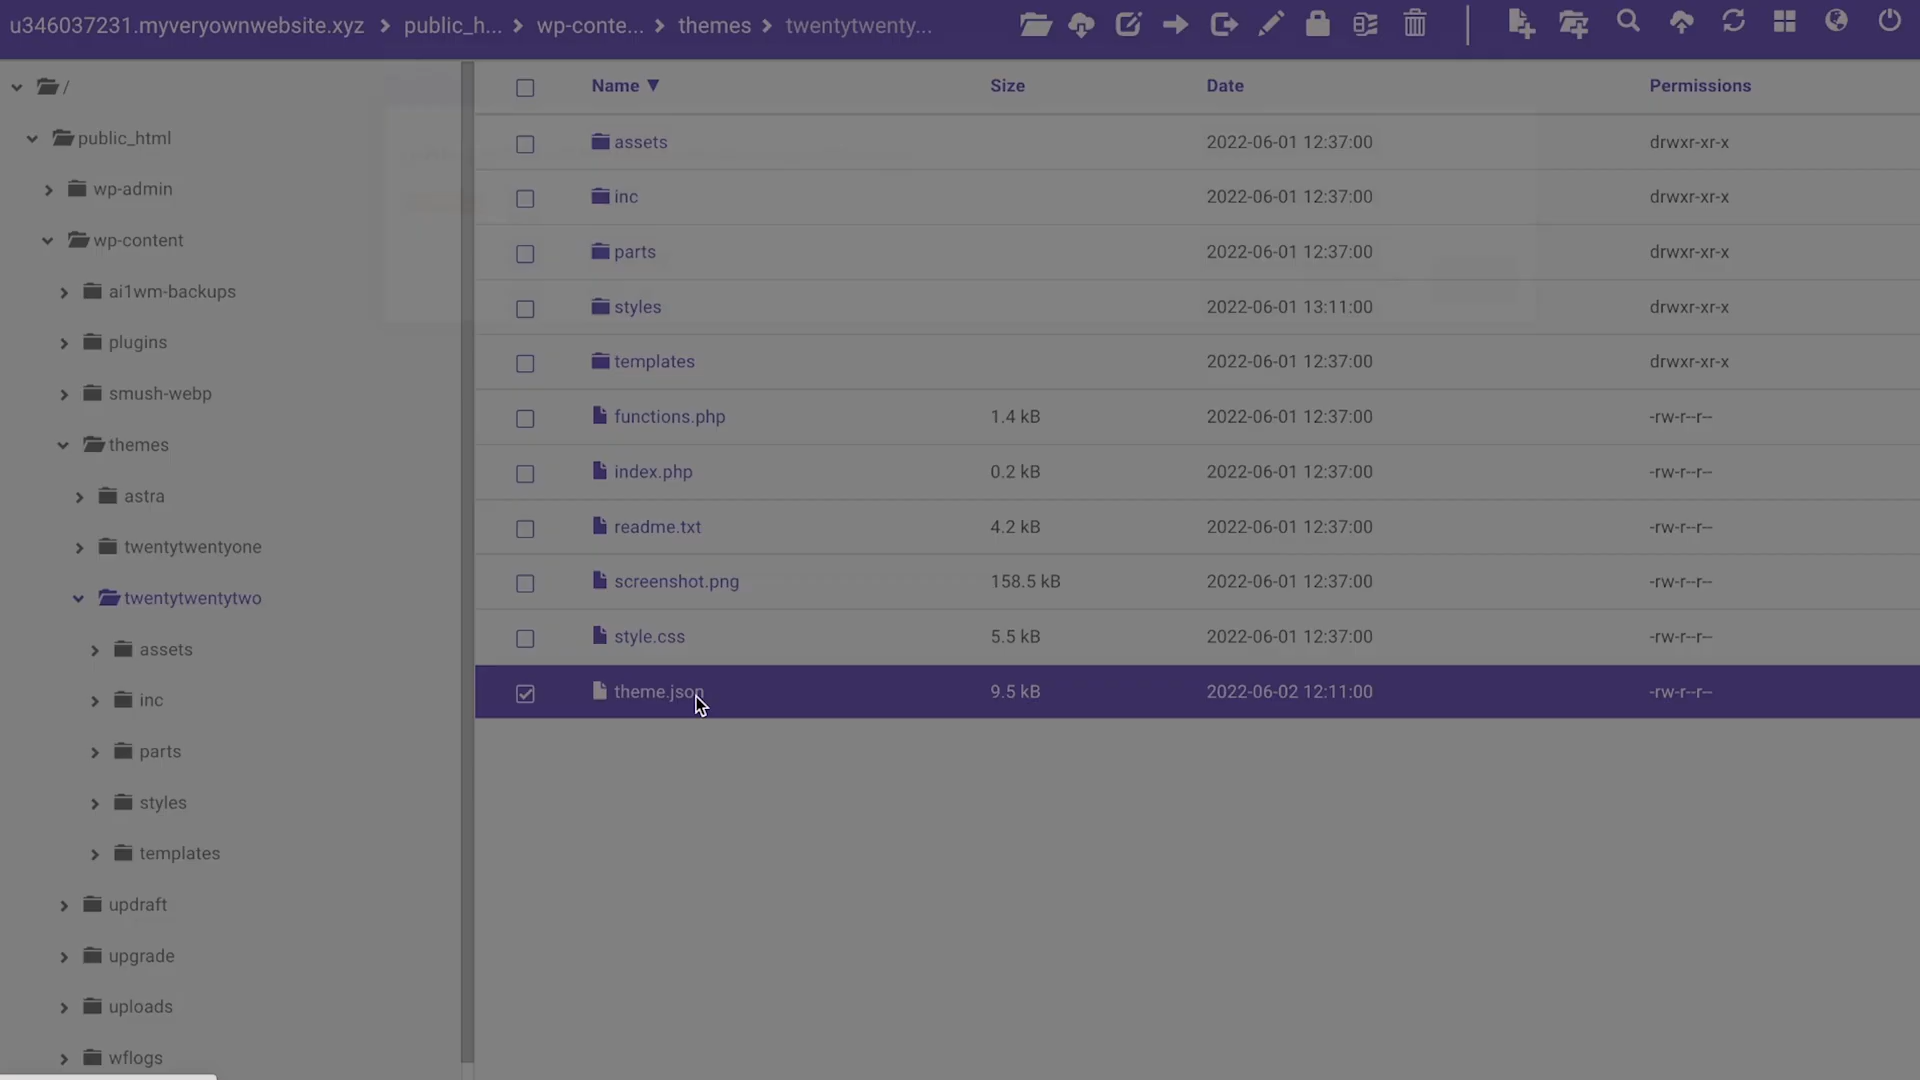 u346037231.myveryownwebsite.xyz > public_h... > wp-conte... > themes > twentytwenty...
/
public_html
wp-admin
wp-content
ai1wm-backups
plugins
smush-webp
themes
astra
twentytwentyone
twentytwentytwo
assets
inc
parts
styles
templates
updraft
upgrade
uploads
wflogs
Name ▼ Size Date Permissions
assets 2022-06-01 12:37:00 drwxr-xr-x
inc 2022-06-01 12:37:00 drwxr-xr-x
parts 2022-06-01 12:37:00 drwxr-xr-x
styles 2022-06-01 13:11:00 drwxr-xr-x
templates 2022-06-01 12:37:00 drwxr-xr-x
functions.php 1.4 kB 2022-06-01 12:37:00 -rw-r--r--
index.php 0.2 kB 2022-06-01 12:37:00 -rw-r--r--
readme.txt 4.2 kB 2022-06-01 12:37:00 -rw-r--r--
screenshot.png 158.5 kB 2022-06-01 12:37:00 -rw-r--r--
style.css 5.5 kB 2022-06-01 12:37:00 -rw-r--r--
theme.json 9.5 kB 2022-06-02 12:11:00 -rw-r--r--